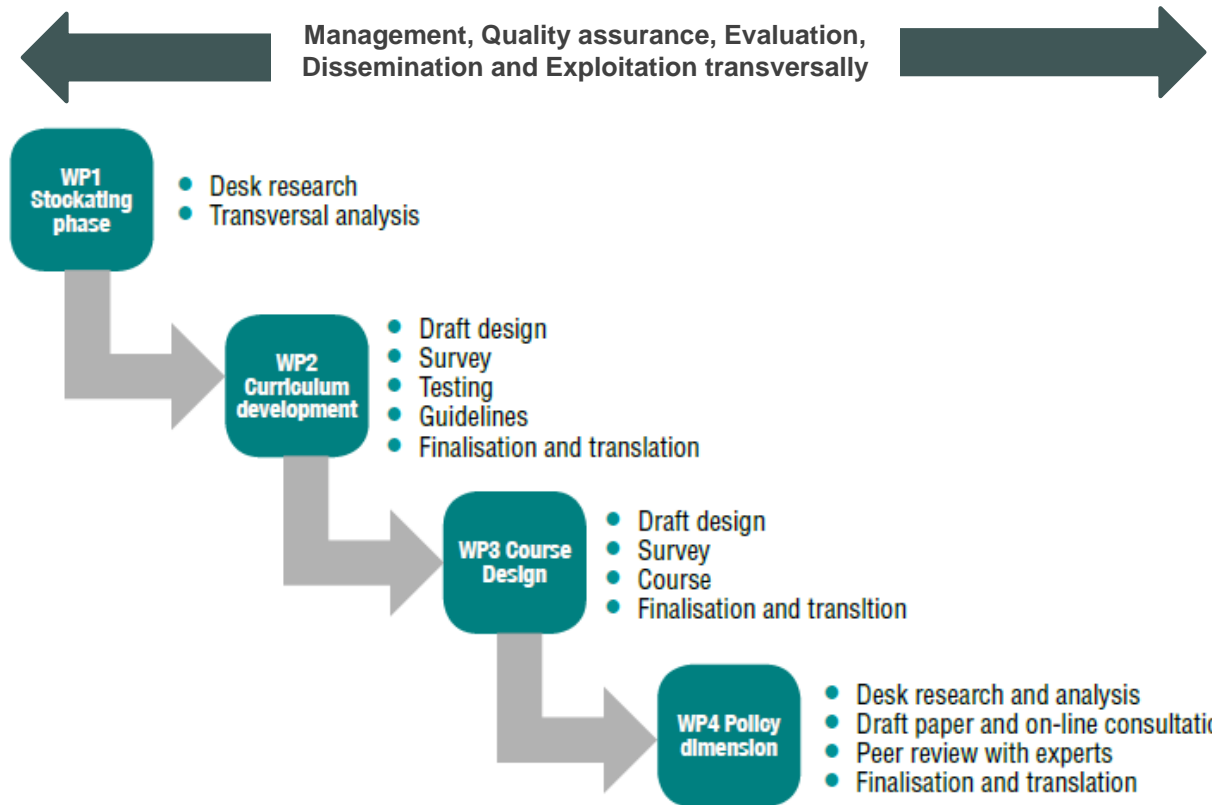 Management, Quality assurance, Evaluation,
Dissemination and Exploitation transversally
WP1
Stookating
phase
Desk research
Transversal analysis
WP2
Curriculum
development
Draft design
Survey
Testing
Guidelines
Finalisation and translation
WP3 Course
Design
Draft design
Survey
Course
Finalisation and transltion
WP4 Policy
dimension
Desk research and analysis
Draft paper and on-line consultatio
Peer review with experts
Finalisation and translation